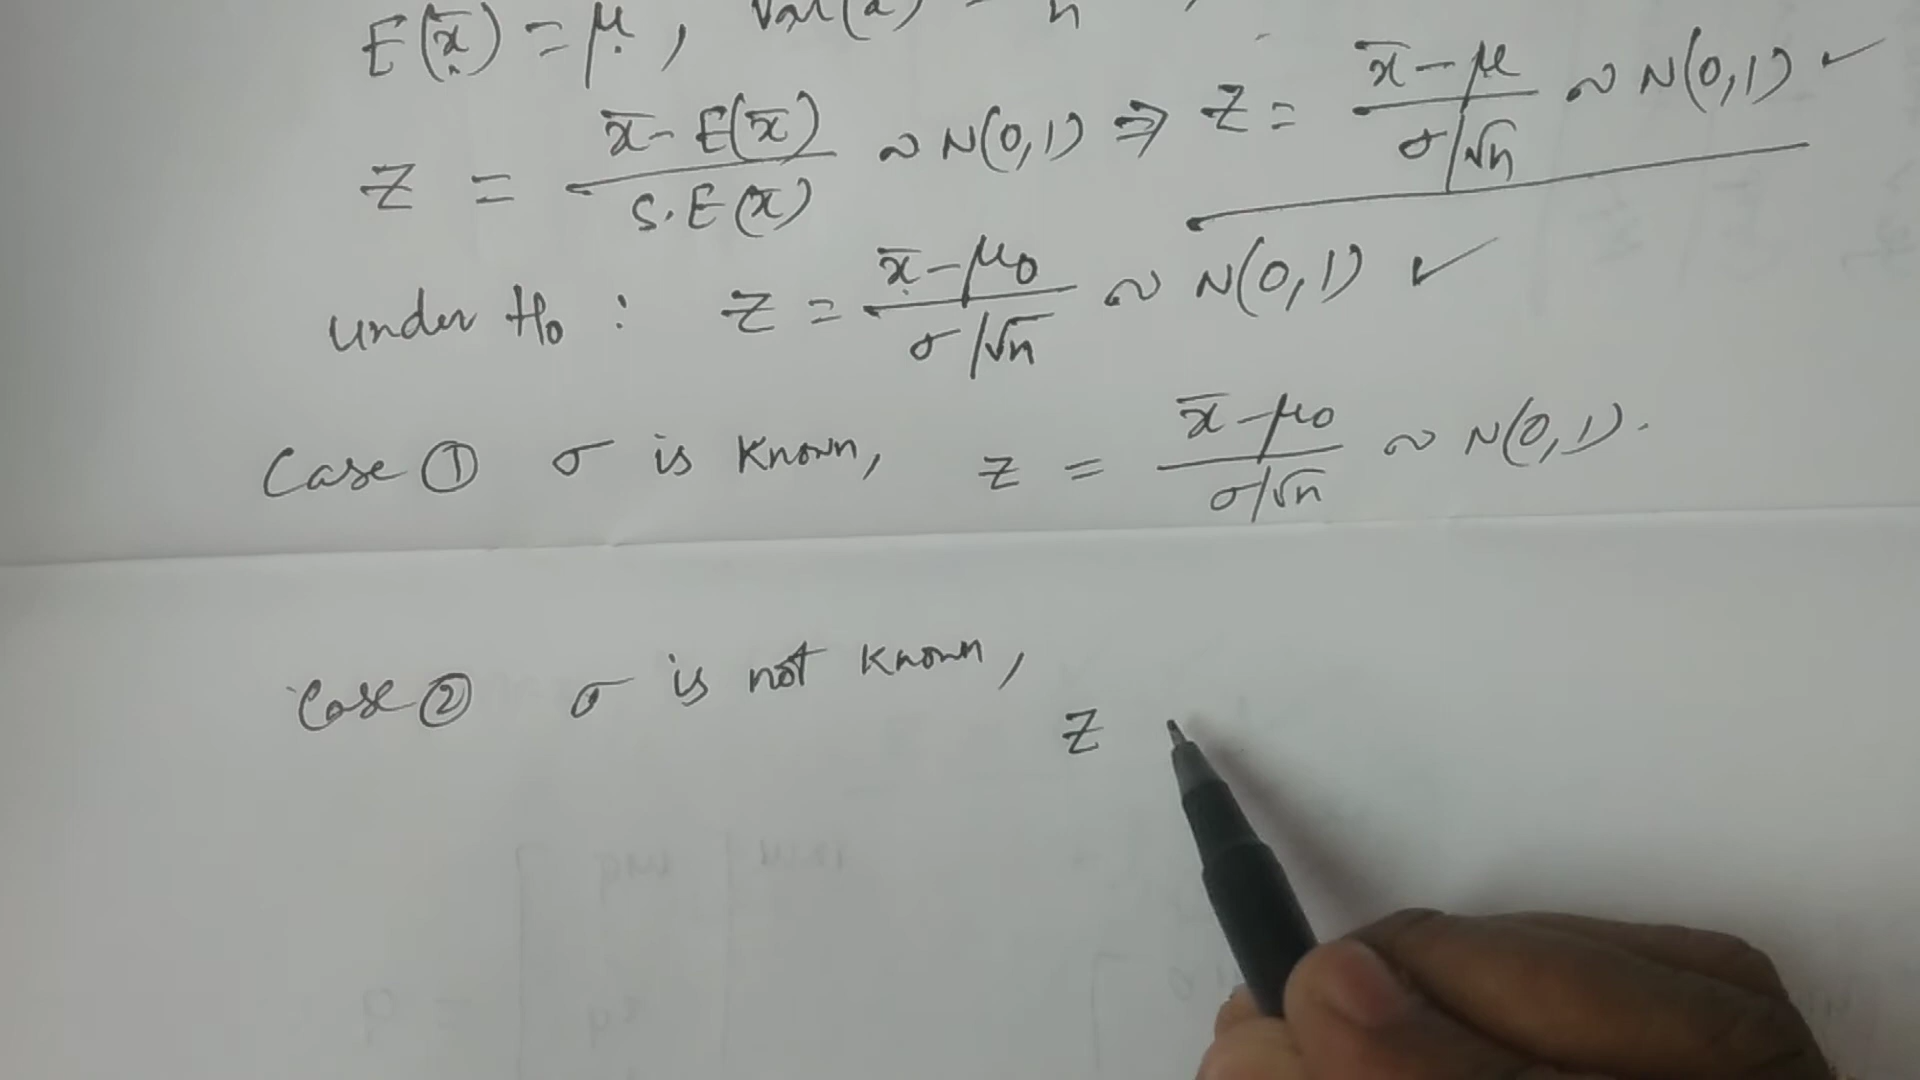 E(x̄) = μ, Var(x̄) = n
Z = x̄ - E(x̄) / S.E(x̄) ~ N(0,1) ⇒ Z = x̄ - μ / σ/√n ~ N(0,1) ✓
under H₀ : Z = x̄ - μ₀ / σ/√n ~ N(0,1) ✓
Case ① σ is known, z = x̄ - μ₀ / σ/√n ~ N(0,1).
Case ② σ is not known,
Z